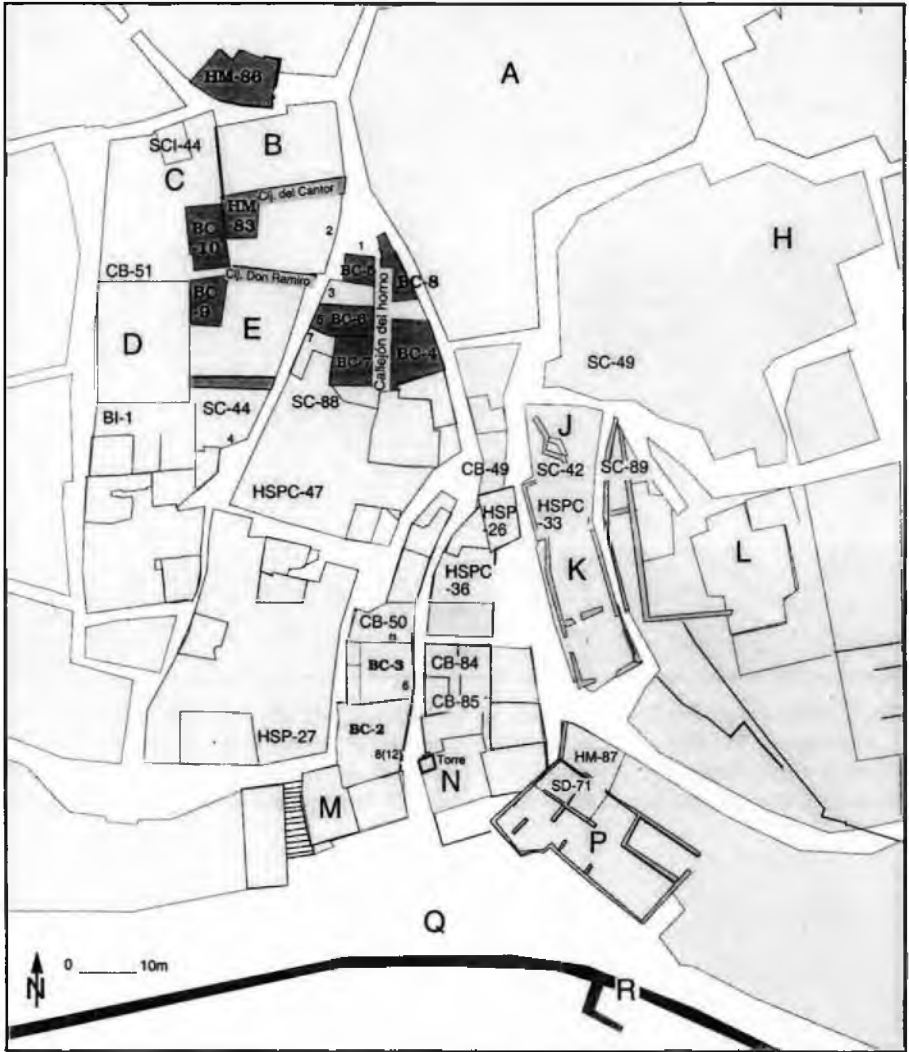 HM-86
A
SCI-44
B
C
Clj. del Cantor
HM
-83
BC
-10
2
H
1
CB-51
Clj. Don Ramiro
BC-5
BC-8
BC
-9
3
Callejón del horno
D
E
BC-6
7
BC-7
BC-4
SC-49
BI-1
SC-44
SC-88
4
J
CB-49
SC-42
SC-89
HSPC-47
HSP
-26
HSPC
-33
L
HSPC
-36
K
CB-50
BC-3
CB-84
6
CB-85
HSP-27
BC-2
8(12)
Torre
HM-87
M
N
SD-71
P
Q
N
0 10m
R